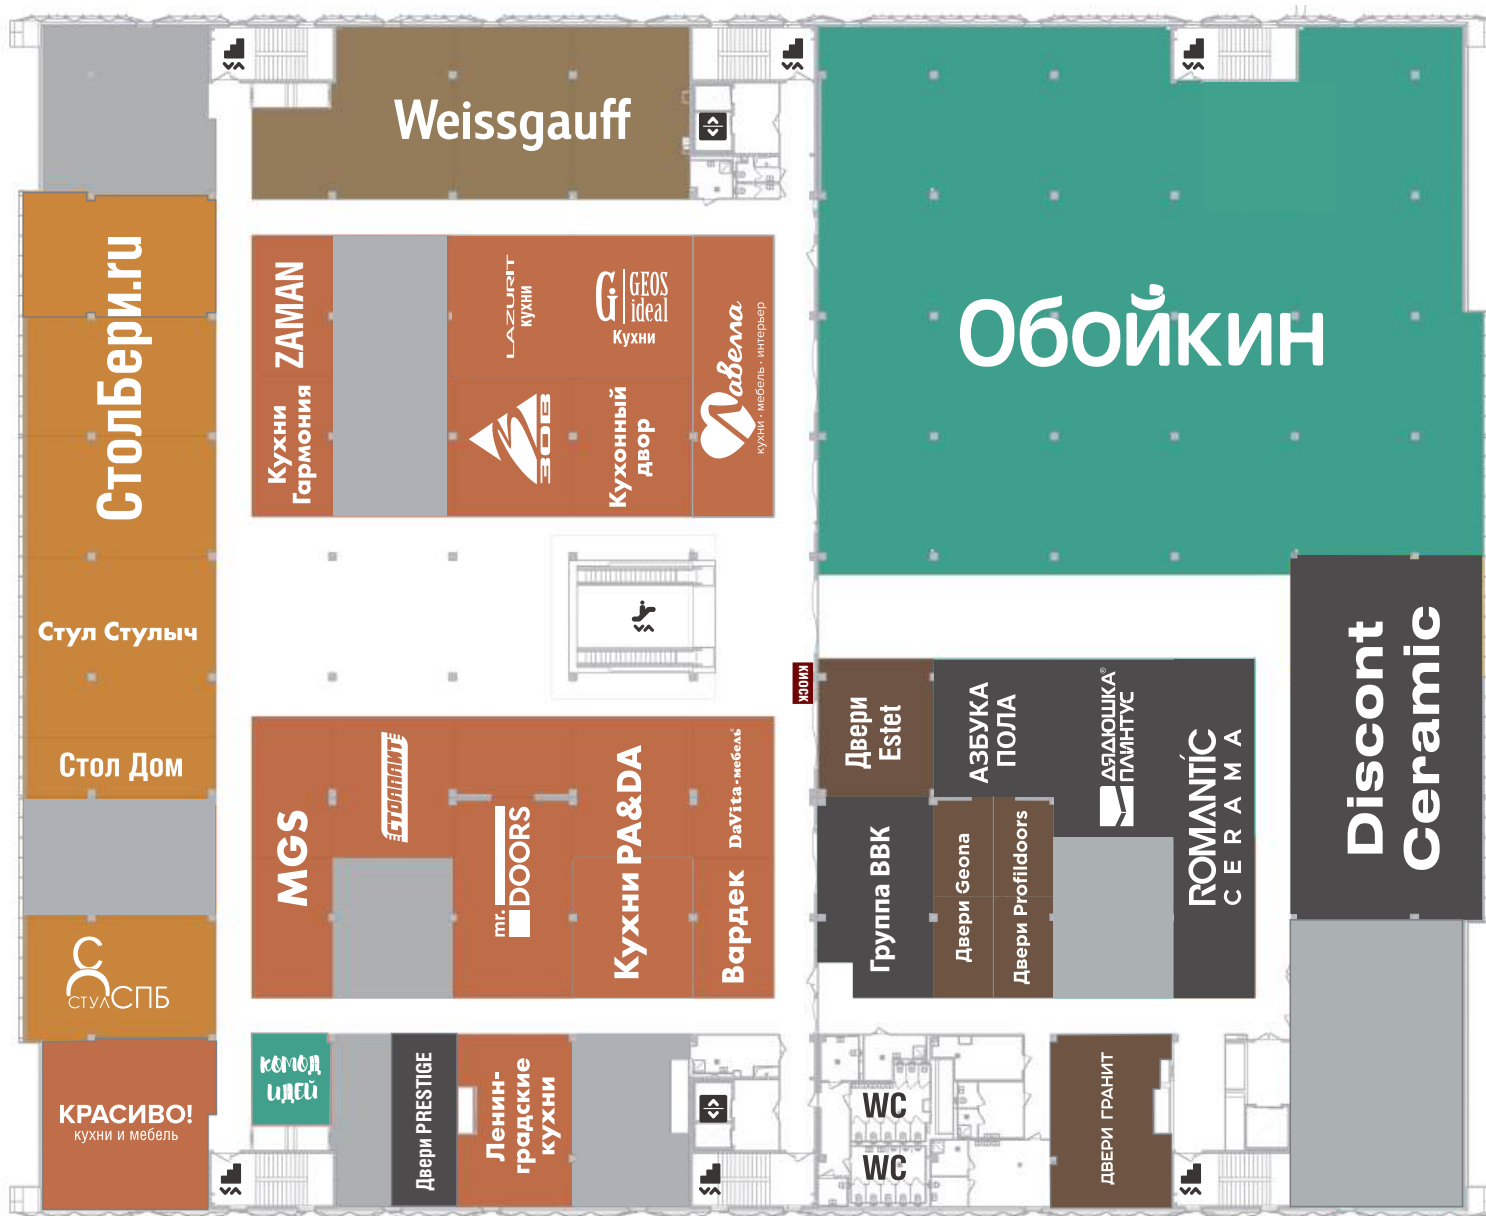 Weissgauff
СтолБери.ru
ZAMAN
Кухни
Гармония
LAZURIT
кухни
G GEOS
ideal
Кухни
ЗОВ
Кухонный
двор
Лавелла
кухни · мебель · интерьер
Обойкин
Стул Стулыч
Стол Дом
СТУЛ СПБ
КРАСИВО!
кухни и мебель
КОМОД
ИДЕЙ
Двери PRESTIGE
Ленин-
градские
кухни
MGS
mr.
DOORS
Кухни PA&DA
DaVita-мебель
Вардек
КИОСК
Двери
Estet
АЗБУКА
ПОЛА
ДЯДЮШКА®
ПЛИНТУС
ROMANTIC
CERAMA
Группа ВВК
Двери Geona
Двери Profildoors
Discont
Ceramic
WC
WC
ДВЕРИ ГРАНИТ